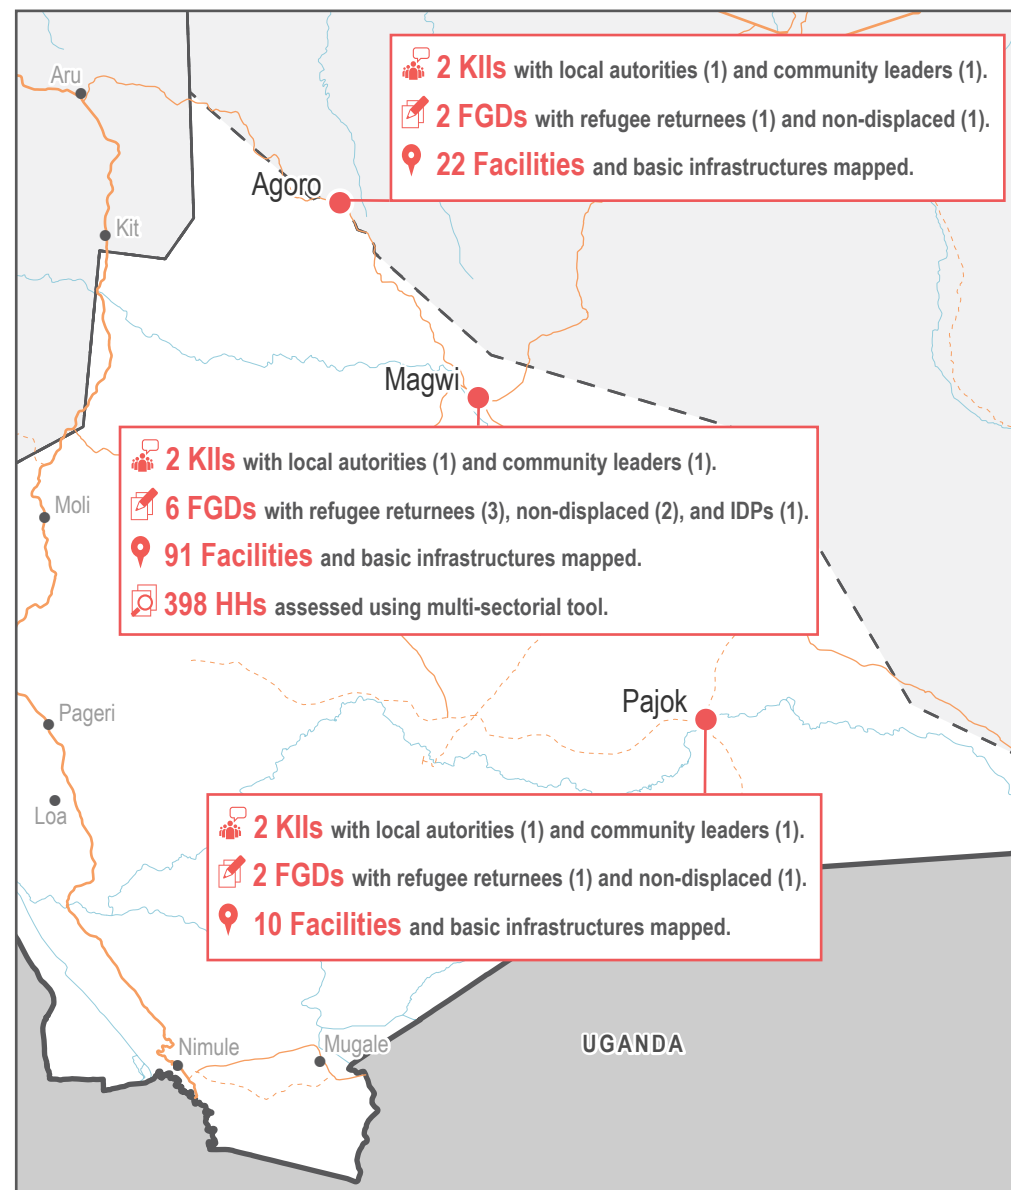 Aru
2 KIIs with local autorities (1) and community leaders (1).
2 FGDs with refugee returnees (1) and non-displaced (1).
22 Facilities and basic infrastructures mapped.
Agoro
Kit
Magwi
2 KIIs with local autorities (1) and community leaders (1).
6 FGDs with refugee returnees (3), non-displaced (2), and IDPs (1).
91 Facilities and basic infrastructures mapped.
398 HHs assessed using multi-sectorial tool.
Moli
Pajok
Pageri
Loa
2 KIIs with local autorities (1) and community leaders (1).
2 FGDs with refugee returnees (1) and non-displaced (1).
10 Facilities and basic infrastructures mapped.
Nimule
Mugale
UGANDA